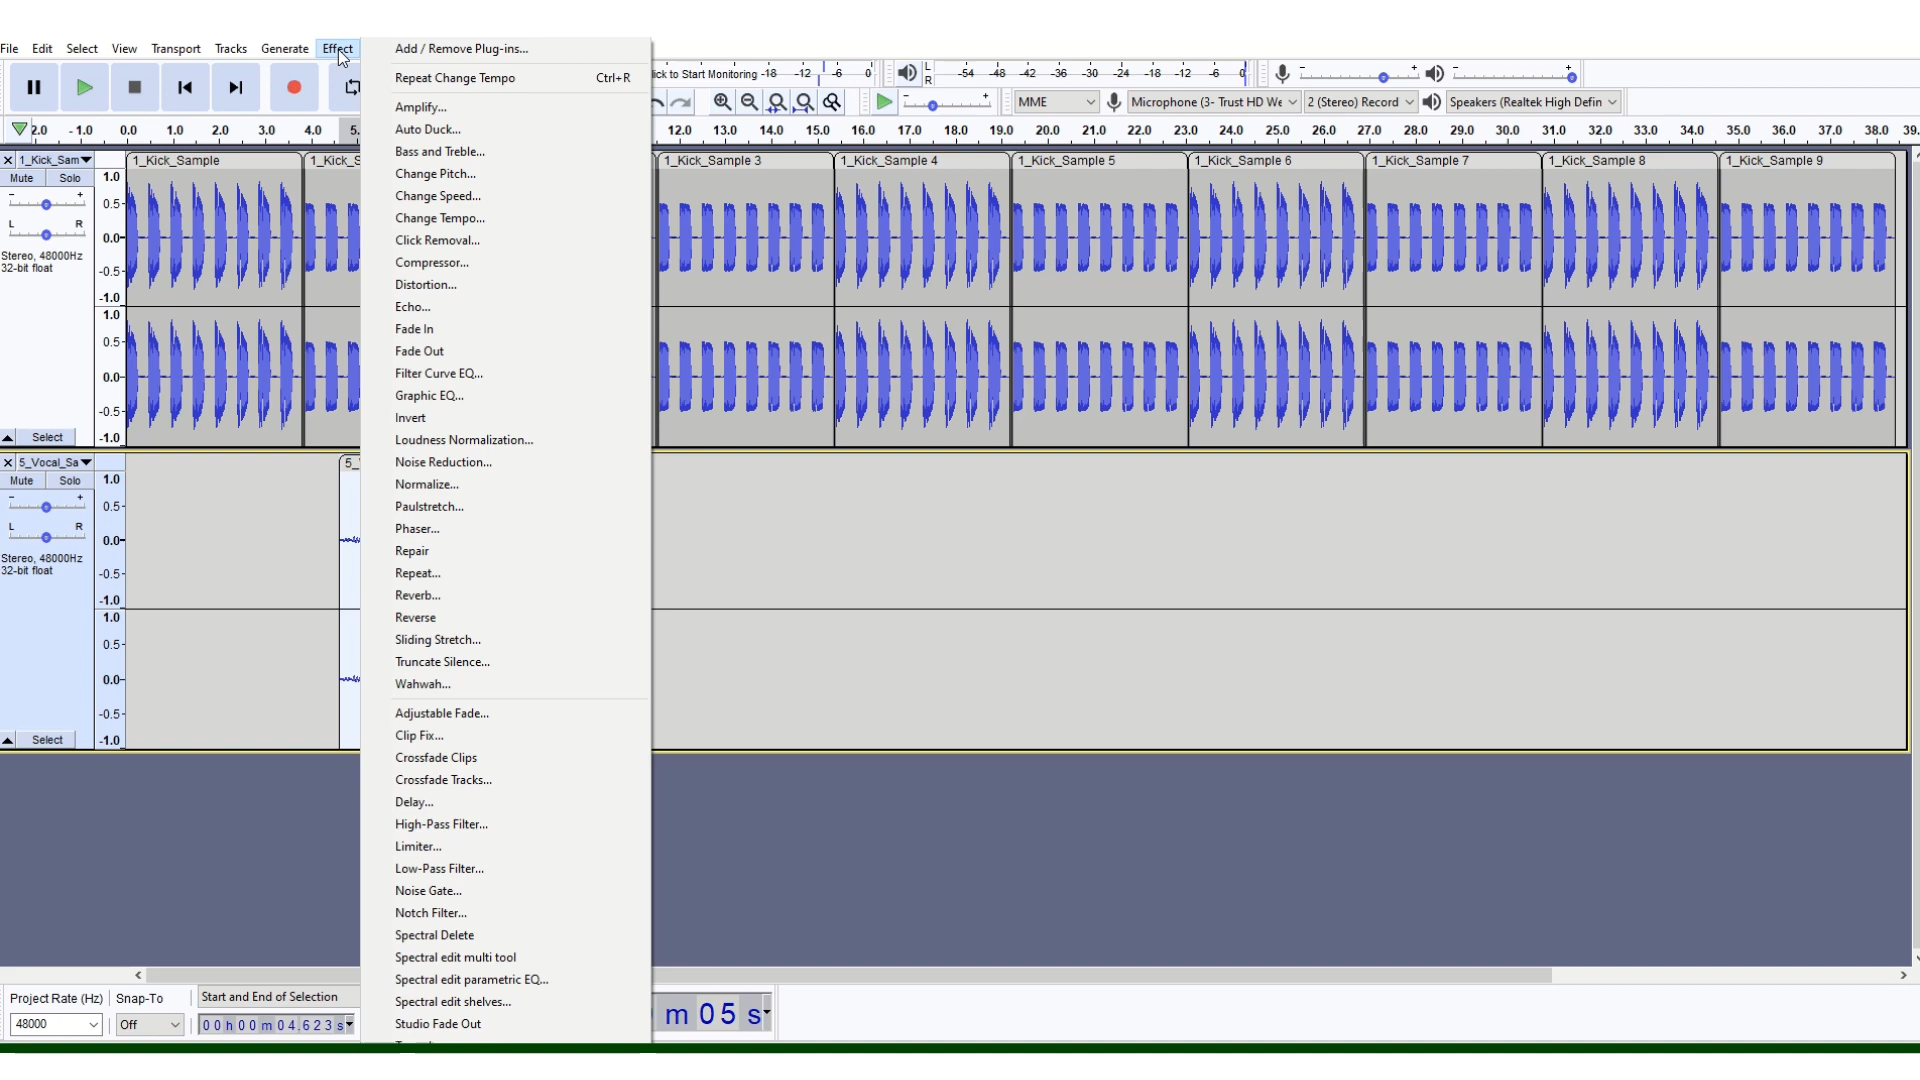 File Edit Select View Transport Tracks Generate Effect
Add / Remove Plug-ins...
Repeat Change Tempo Ctrl+R
Amplify...
Auto Duck...
Bass and Treble...
Change Pitch...
Change Speed...
Change Tempo...
Click Removal...
Compressor...
Distortion...
Echo...
Fade In
Fade Out
Filter Curve EQ...
Graphic EQ...
Invert
Loudness Normalization...
Noise Reduction...
Normalize...
Paulstretch...
Phaser...
Repair
Repeat...
Reverb...
Reverse
Sliding Stretch...
Truncate Silence...
Wahwah...
Adjustable Fade...
Clip Fix...
Crossfade Clips
Crossfade Tracks...
Delay...
High-Pass Filter...
Limiter...
Low-Pass Filter...
Noise Gate...
Notch Filter...
Spectral Delete
Spectral edit multi tool
Spectral edit parametric EQ...
Spectral edit shelves...
Studio Fade Out
lick to Start Monitoring -18 -12 -6 0 L R -54 -48 -42 -36 -30 -24 -18 -12 -6 0 - + - +
- + MME Microphone (3- Trust HD We 2 (Stereo) Record Speakers (Realtek High Defin
2.0 -1.0 0.0 1.0 2.0 3.0 4.0 5. 12.0 13.0 14.0 15.0 16.0 17.0 18.0 19.0 20.0 21.0 22.0 23.0 24.0 25.0 26.0 27.0 28.0 29.0 30.0 31.0 32.0 33.0 34.0 35.0 36.0 37.0 38.0 39.
1_Kick_Sam 1_Kick_Sample 1_Kick_S 1_Kick_Sample 3 1_Kick_Sample 4 1_Kick_Sample 5 1_Kick_Sample 6 1_Kick_Sample 7 1_Kick_Sample 8 1_Kick_Sample 9
Mute Solo 1.0
- + 0.5-
L R 0.0-
Stereo, 48000Hz
32-bit float -0.5-
-1.0
1.0
0.5-
0.0-
-0.5-
Select -1.0
5_Vocal_Sa 5_
Mute Solo 1.0
- + 0.5-
L R 0.0-
Stereo, 48000Hz
32-bit float -0.5-
-1.0
1.0
0.5-
0.0-
-0.5-
Select -1.0
Project Rate (Hz) Snap-To Start and End of Selection
48000 Off 00h00m04.623s m 05 s